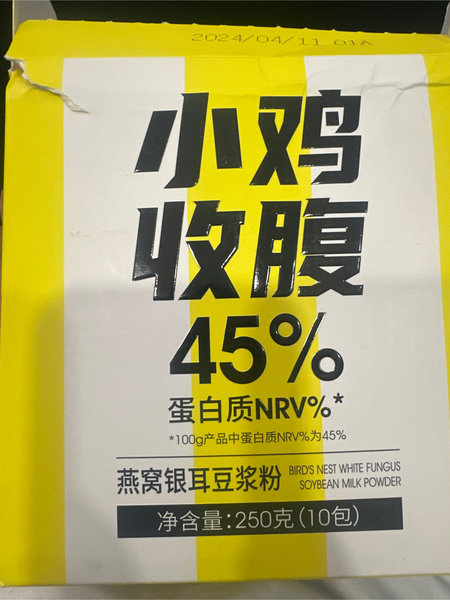 2024/04/11 01A
小鸡
收腹
45%
蛋白质NRV%*
*100g产品中蛋白质NRV%为45%
燕窝银耳豆浆粉 BIRD'S NEST WHITE FUNGUS
SOYBEAN MILK POWDER
净含量:250克(10包)